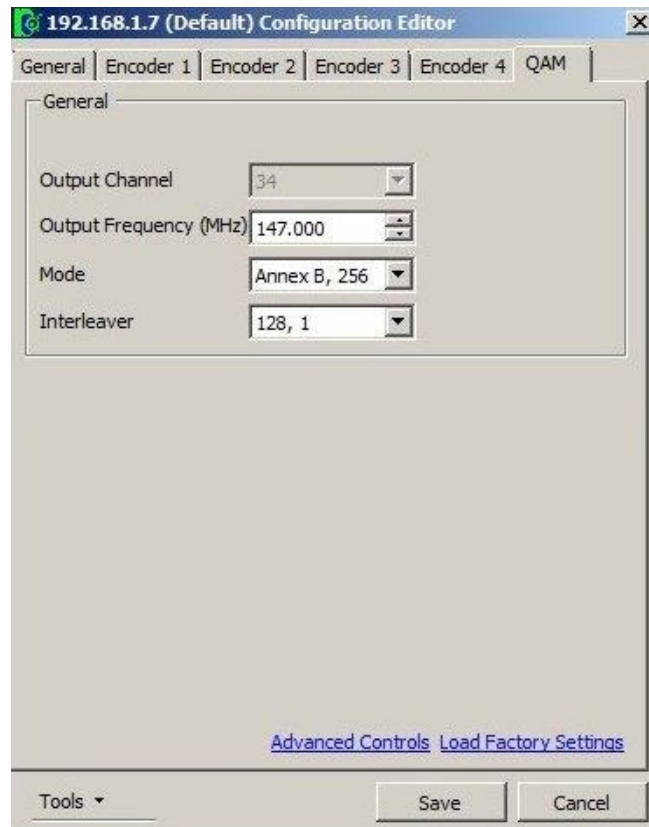 192.168.1.7 (Default) Configuration Editor
General Encoder 1 Encoder 2 Encoder 3 Encoder 4 QAM
General
Output Channel 34
Output Frequency (MHz) 147.000
Mode Annex B, 256
Interleaver 128, 1
Advanced Controls Load Factory Settings
Tools Save Cancel